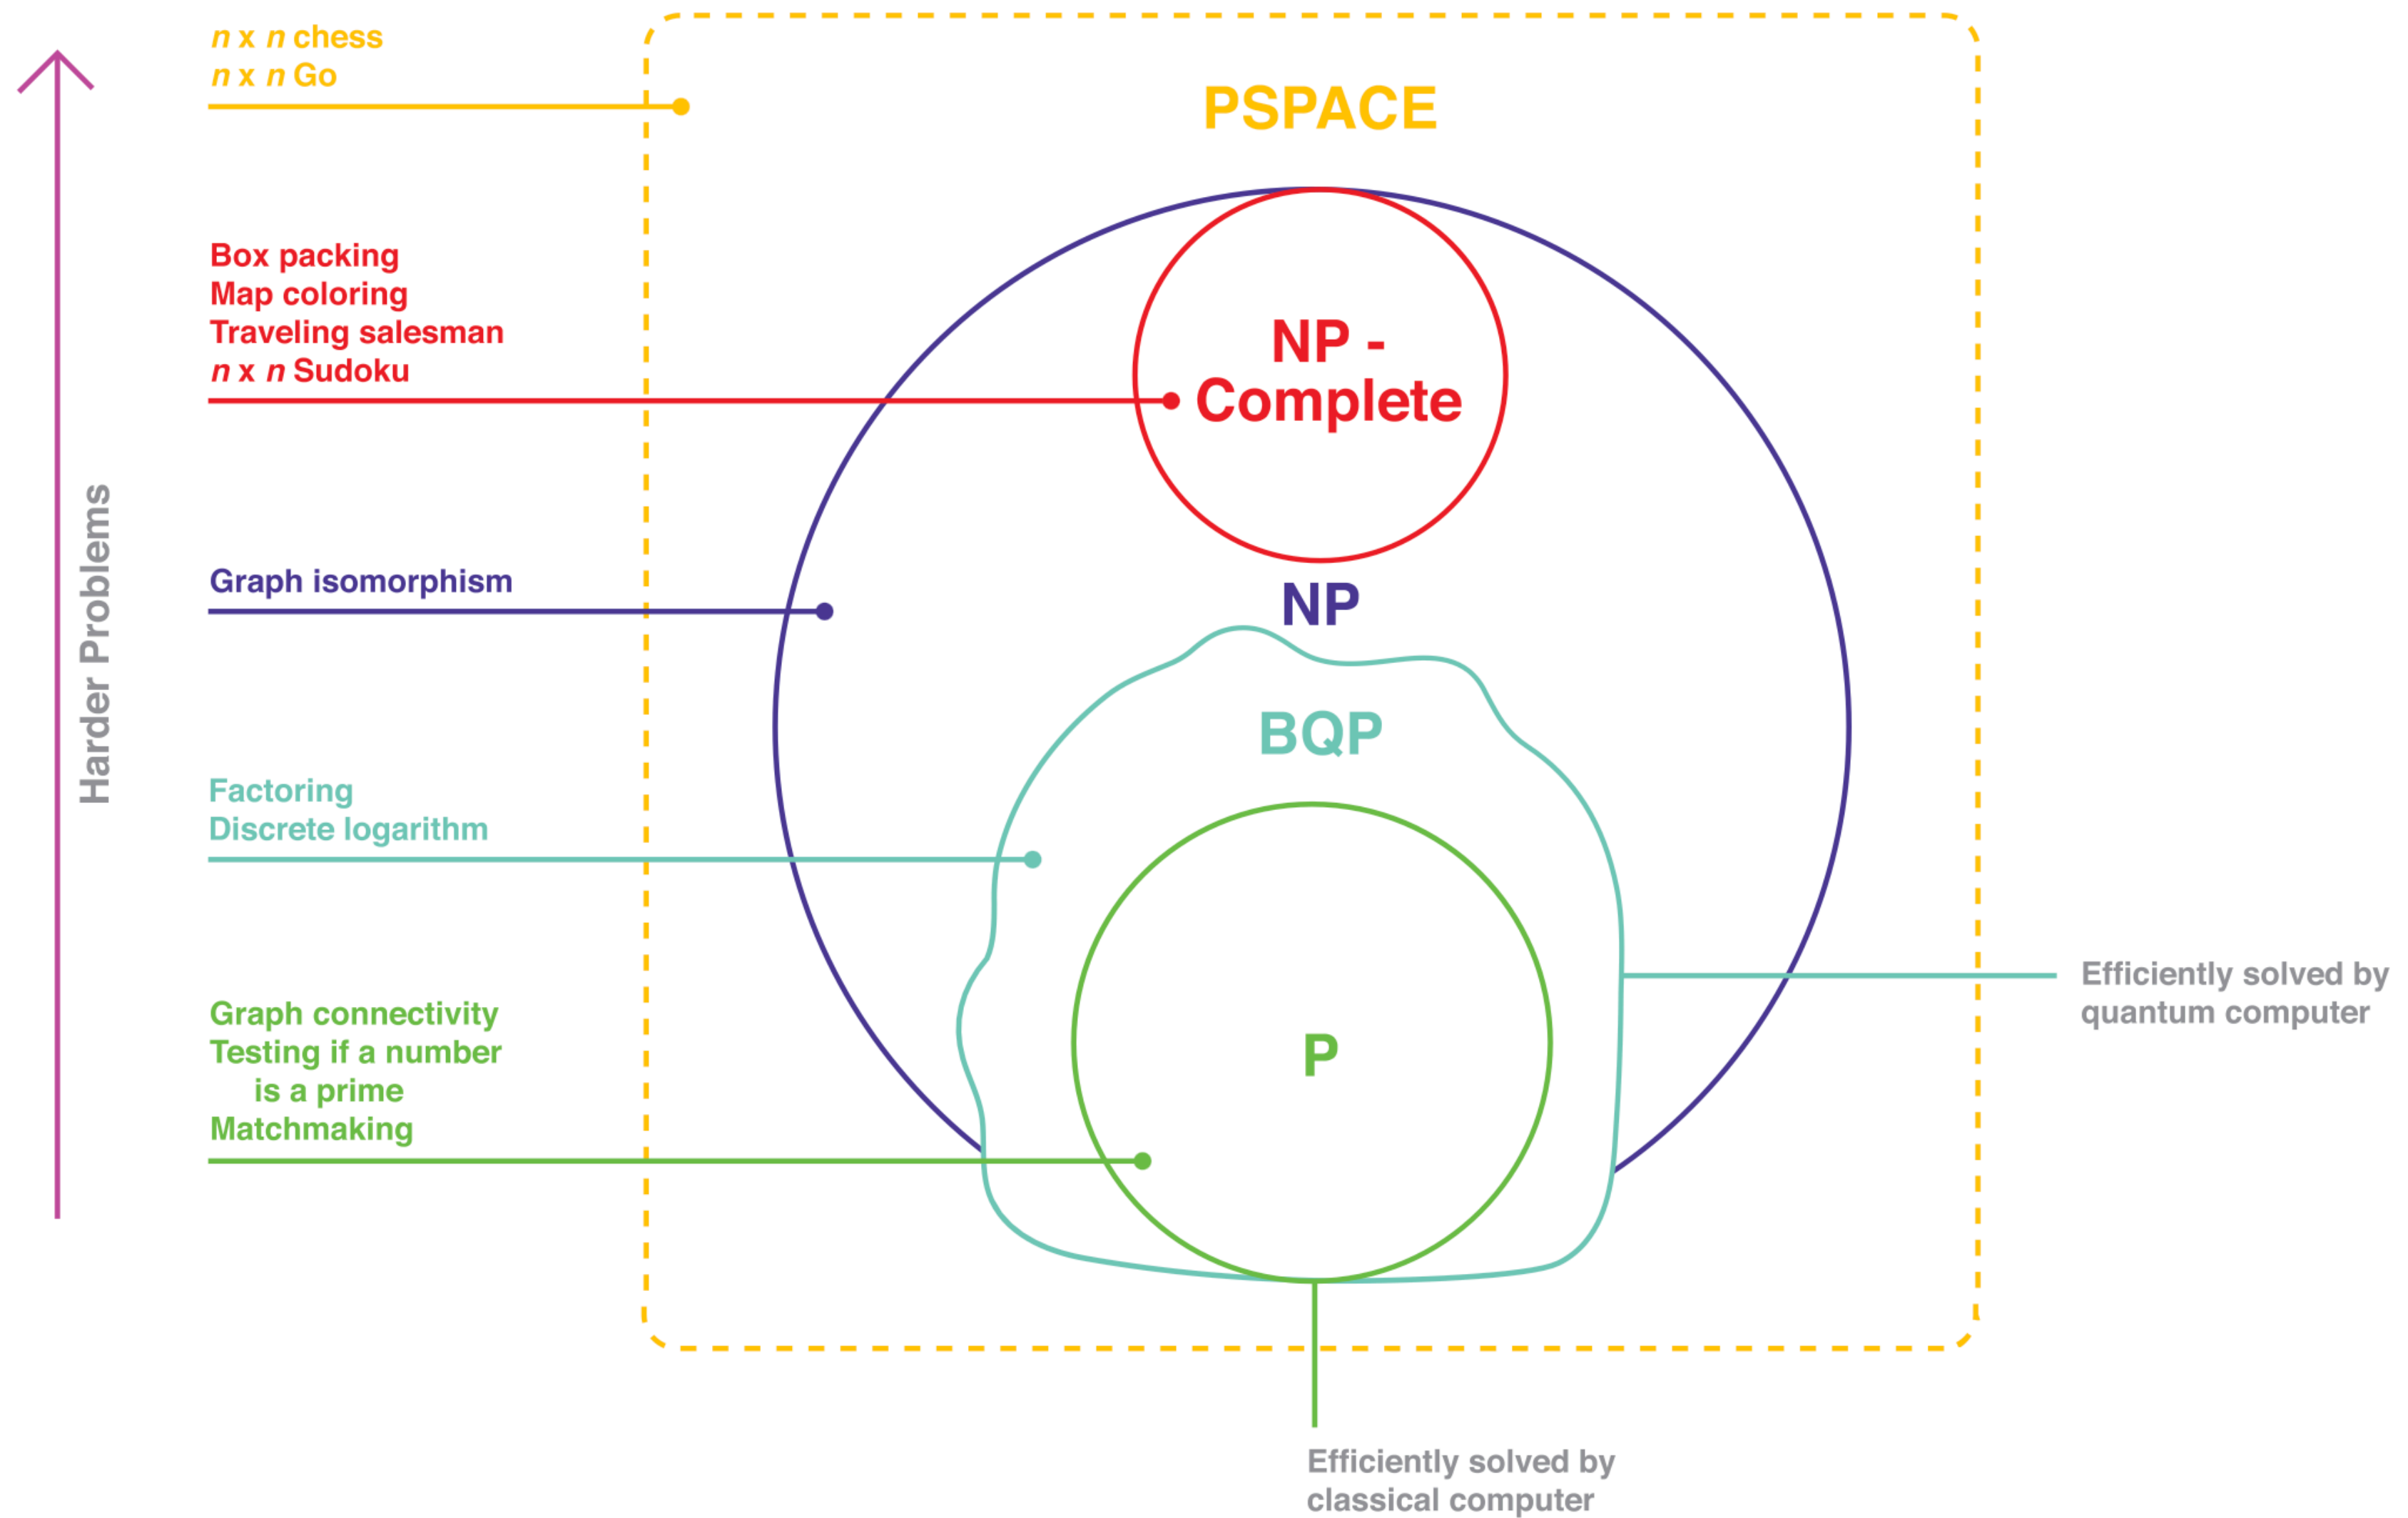 n x n chess
n x n Go
PSPACE
Box packing
Map coloring
Traveling salesman
n x n Sudoku
NP -
Complete
Harder Problems
Graph isomorphism
NP
BQP
Factoring
Discrete logarithm
Graph connectivity
Testing if a number
is a prime
Matchmaking
P
Efficiently solved by
quantum computer
Efficiently solved by
classical computer